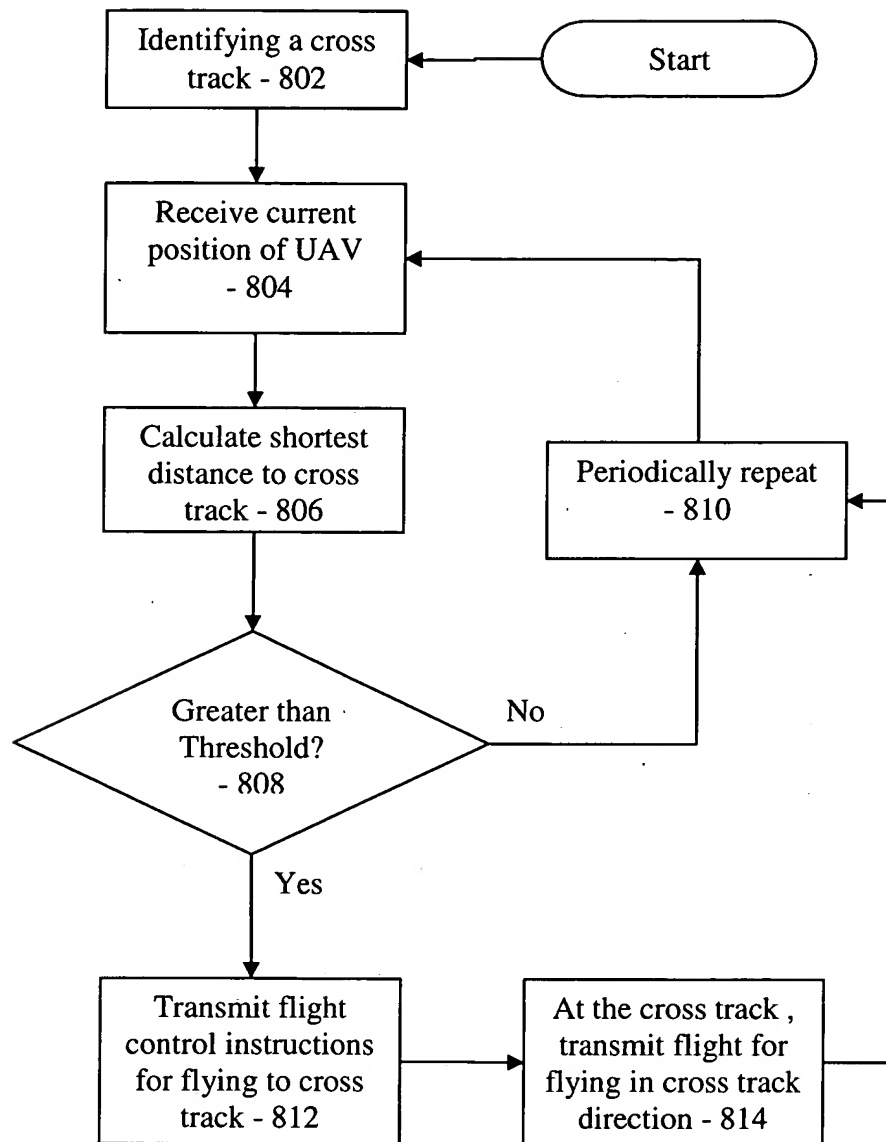 Start
Identifying a cross
track - 802
Receive current
position of UAV
- 804
Calculate shortest
distance to cross
track - 806
Periodically repeat
- 810
Greater than
Threshold?
- 808
No
Yes
Transmit flight
control instructions
for flying to cross
track - 812
At the cross track ,
transmit flight for
flying in cross track
direction - 814